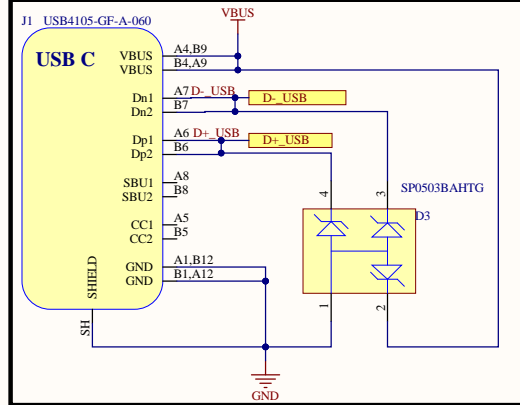 VBUS
J1 USB4105-GF-A-060
USB C
VBUS A4,B9
VBUS B4,A9
Dn1 A7 D-_USB D-_USB
Dn2 B7
Dp1 A6 D+_USB D+_USB
Dp2 B6
SBU1 A8
SBU2 B8
4 3 SP0503BAHTG
D3
CC1 A5
CC2 B5
GND A1,B12
GND B1,A12
SHIELD
1 2
SH
GND